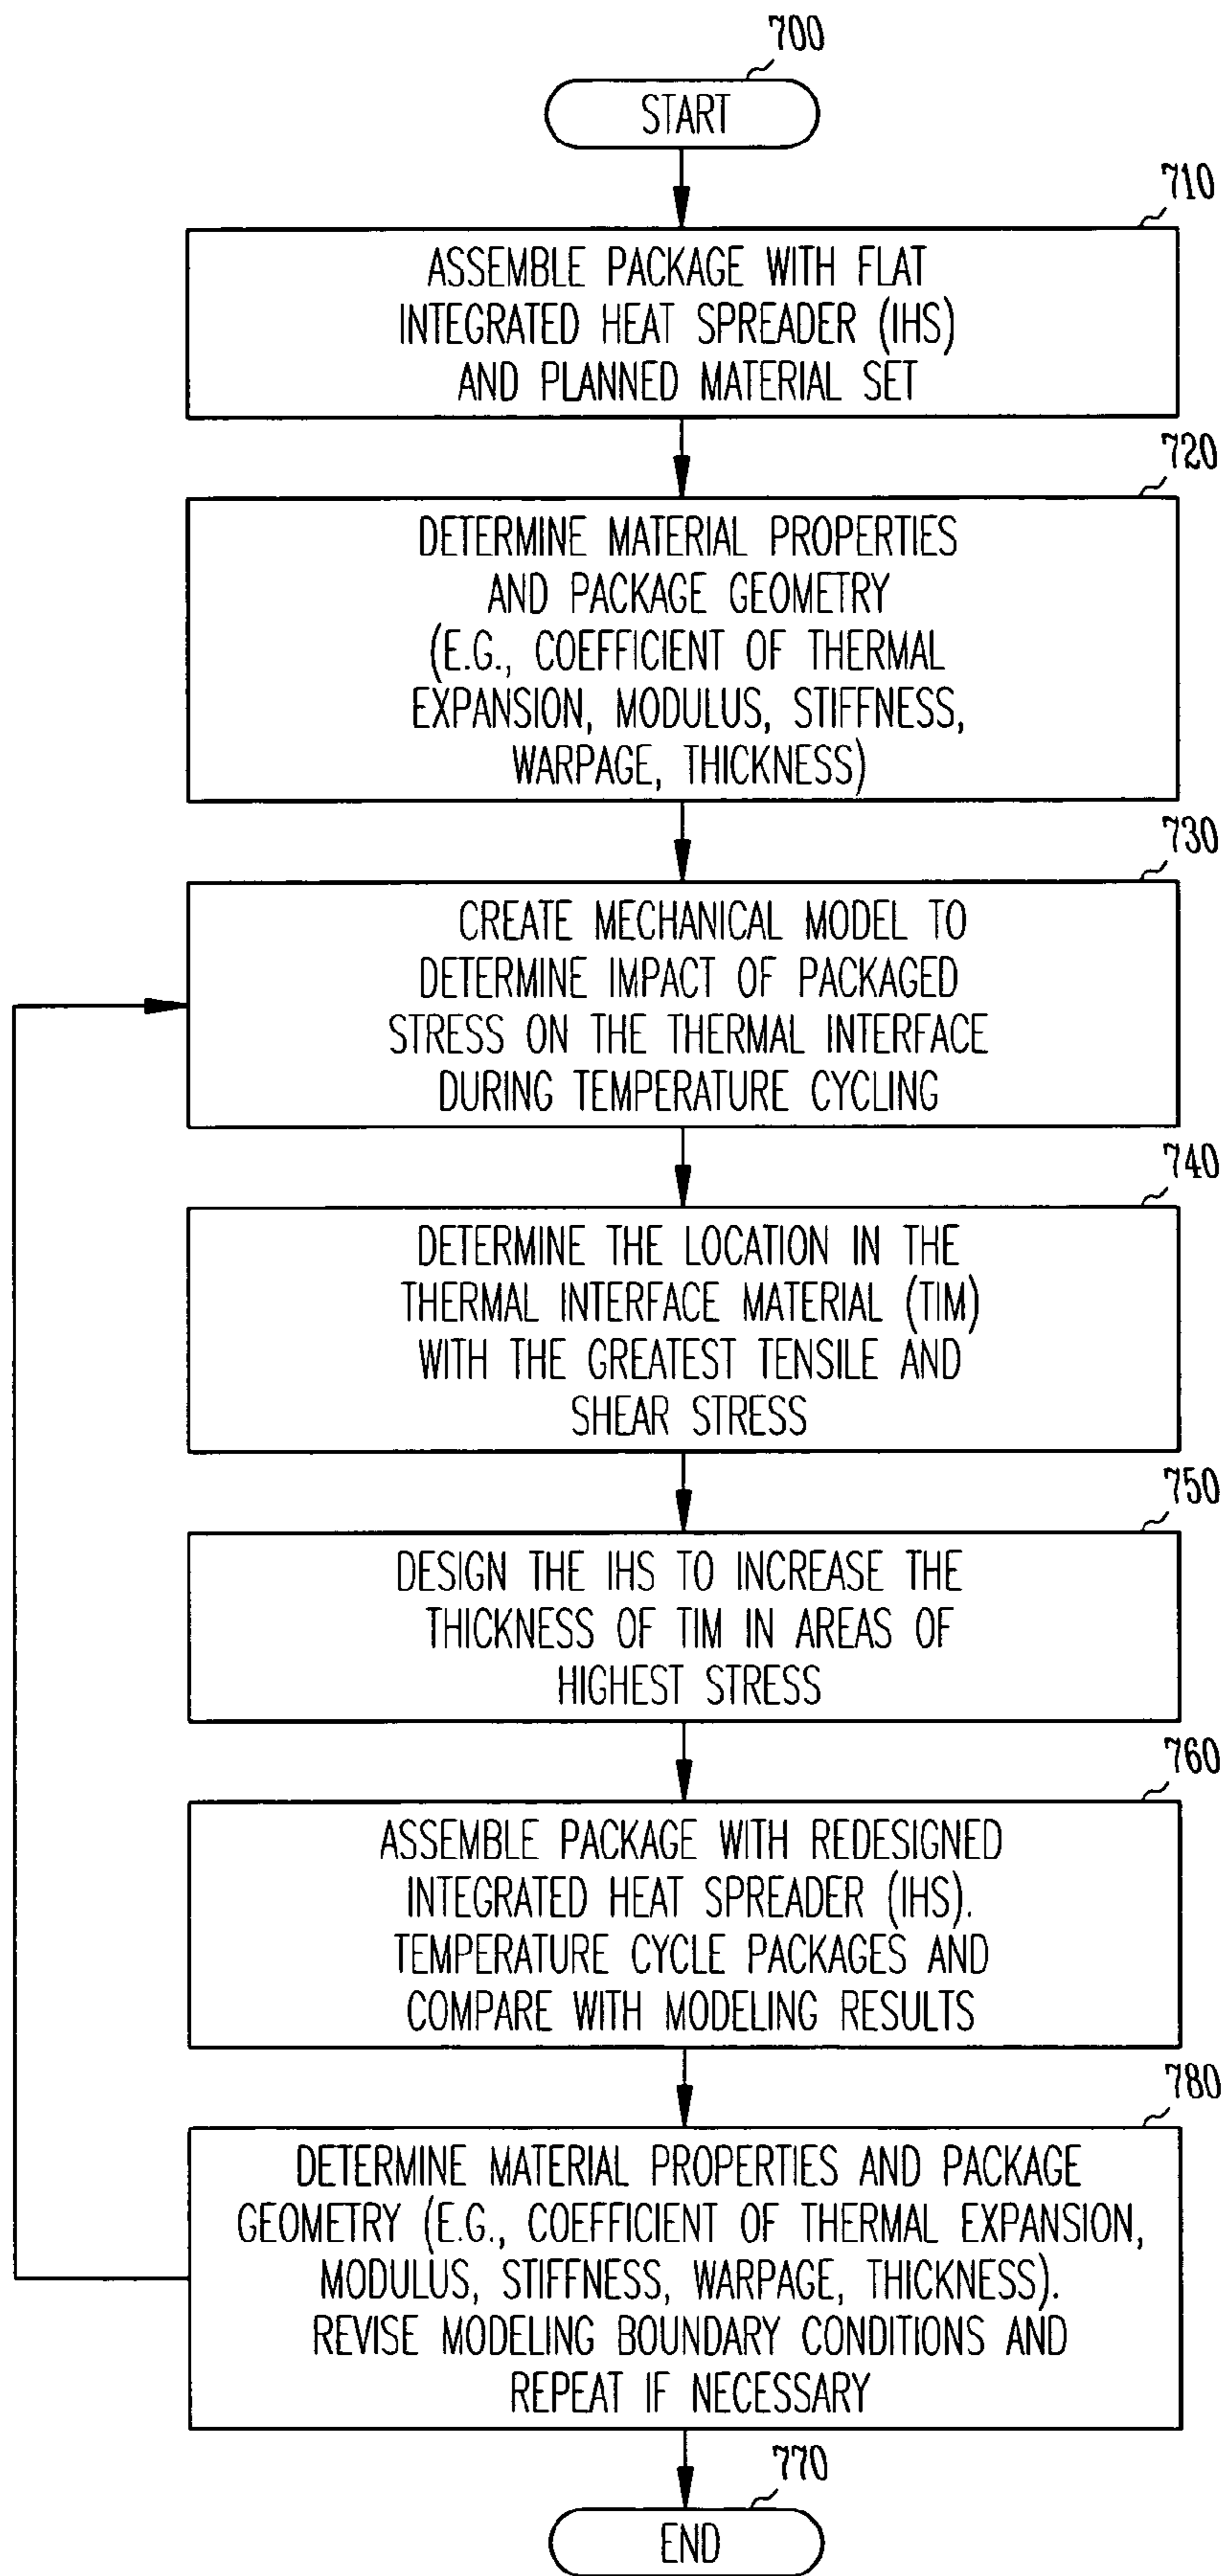 700
START
710
ASSEMBLE PACKAGE WITH FLAT
INTEGRATED HEAT SPREADER (IHS)
AND PLANNED MATERIAL SET
720
DETERMINE MATERIAL PROPERTIES
AND PACKAGE GEOMETRY
(E.G., COEFFICIENT OF THERMAL
EXPANSION, MODULUS, STIFFNESS,
WARPAGE, THICKNESS)
730
CREATE MECHANICAL MODEL TO
DETERMINE IMPACT OF PACKAGED
STRESS ON THE THERMAL INTERFACE
DURING TEMPERATURE CYCLING
740
DETERMINE THE LOCATION IN THE
THERMAL INTERFACE MATERIAL (TIM)
WITH THE GREATEST TENSILE AND
SHEAR STRESS
750
DESIGN THE IHS TO INCREASE THE
THICKNESS OF TIM IN AREAS OF
HIGHEST STRESS
760
ASSEMBLE PACKAGE WITH REDESIGNED
INTEGRATED HEAT SPREADER (IHS).
TEMPERATURE CYCLE PACKAGES AND
COMPARE WITH MODELING RESULTS
780
DETERMINE MATERIAL PROPERTIES AND PACKAGE
GEOMETRY (E.G., COEFFICIENT OF THERMAL EXPANSION,
MODULUS, STIFFNESS, WARPAGE, THICKNESS).
REVISE MODELING BOUNDARY CONDITIONS AND
REPEAT IF NECESSARY
770
END